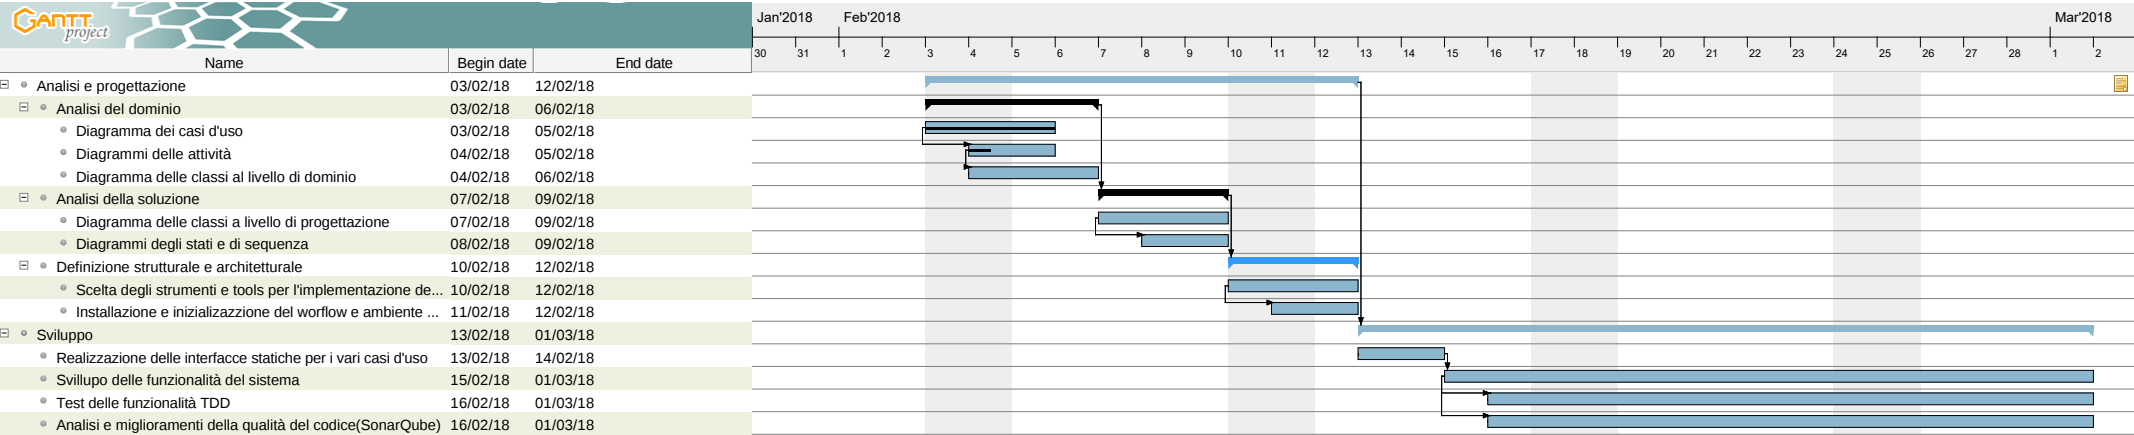 GANTT
project
Jan'2018 Feb'2018 Mar'2018
30 31 1 2 3 4 5 6 7 8 9 10 11 12 13 14 15 16 17 18 19 20 21 22 23 24 25 26 27 28 1 2
Name Begin date End date
Analisi e progettazione 03/02/18 12/02/18
Analisi del dominio 03/02/18 06/02/18
Diagramma dei casi d'uso 03/02/18 05/02/18
Diagrammi delle attività 04/02/18 05/02/18
Diagramma delle classi al livello di dominio 04/02/18 06/02/18
Analisi della soluzione 07/02/18 09/02/18
Diagramma delle classi a livello di progettazione 07/02/18 09/02/18
Diagrammi degli stati e di sequenza 08/02/18 09/02/18
Definizione strutturale e architetturale 10/02/18 12/02/18
Scelta degli strumenti e tools per l'implementazione de... 10/02/18 12/02/18
Installazione e inizializazzione del worflow e ambiente ... 11/02/18 12/02/18
Sviluppo 13/02/18 01/03/18
Realizzazione delle interfacce statiche per i vari casi d'uso 13/02/18 14/02/18
Svillupo delle funzionalità del sistema 15/02/18 01/03/18
Test delle funzionalità TDD 16/02/18 01/03/18
Analisi e miglioramenti della qualità del codice(SonarQube) 16/02/18 01/03/18